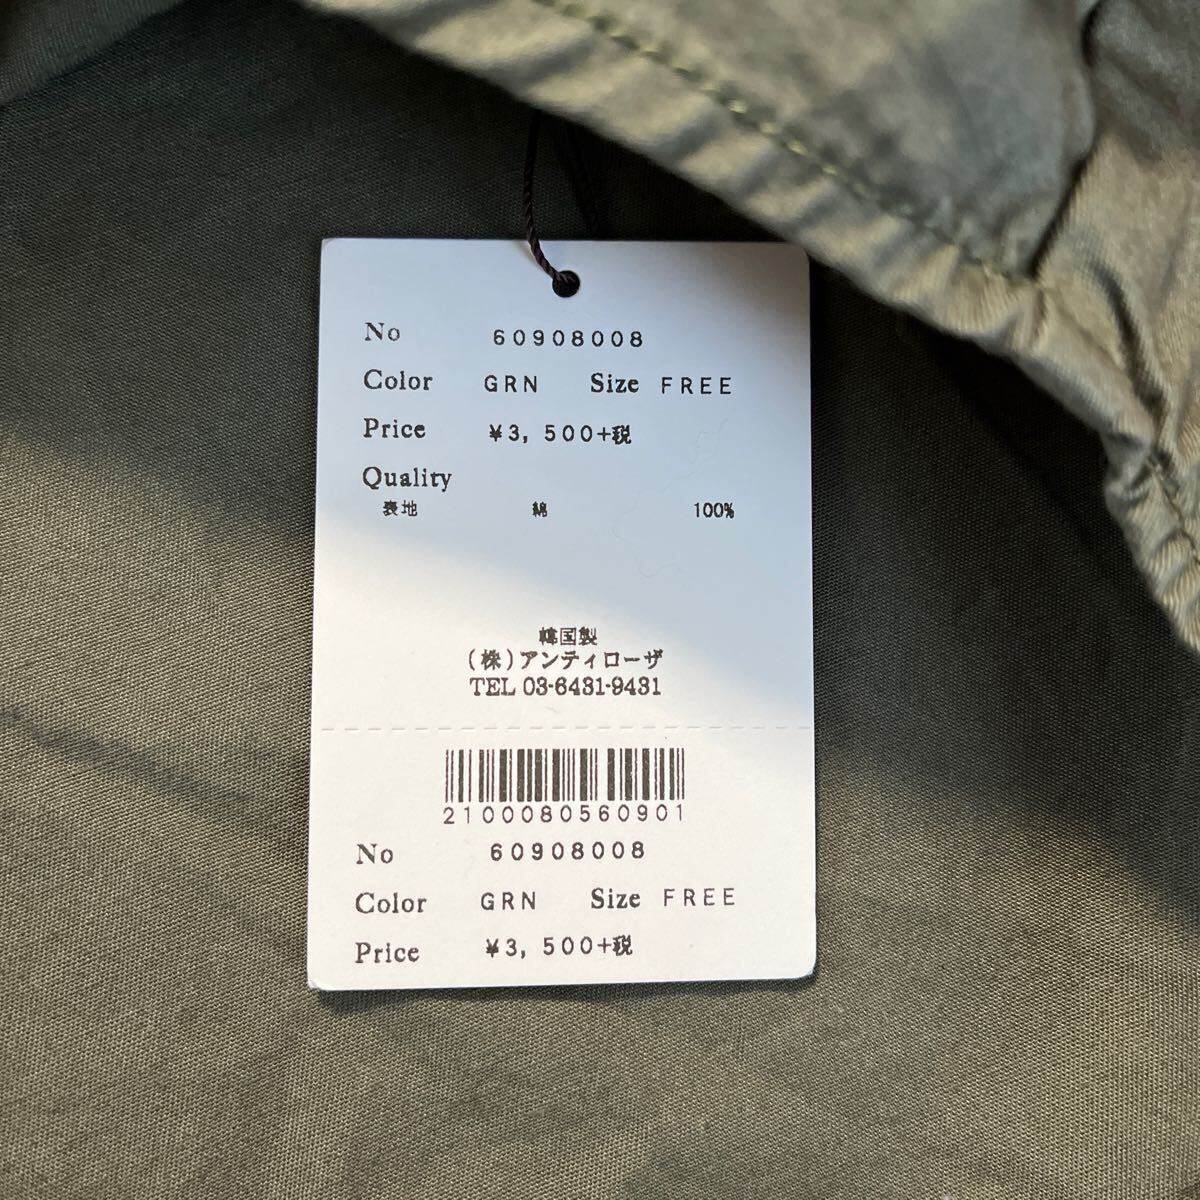 No 60908008
Color GRN Size FREE
Price ¥3,500+税
Quality
表地 綿 100%
韓国製
(株)アンティローザ
TEL 03-6431-9431
2100080560901
No 60908008
Color GRN Size FREE
Price ¥3,500+税